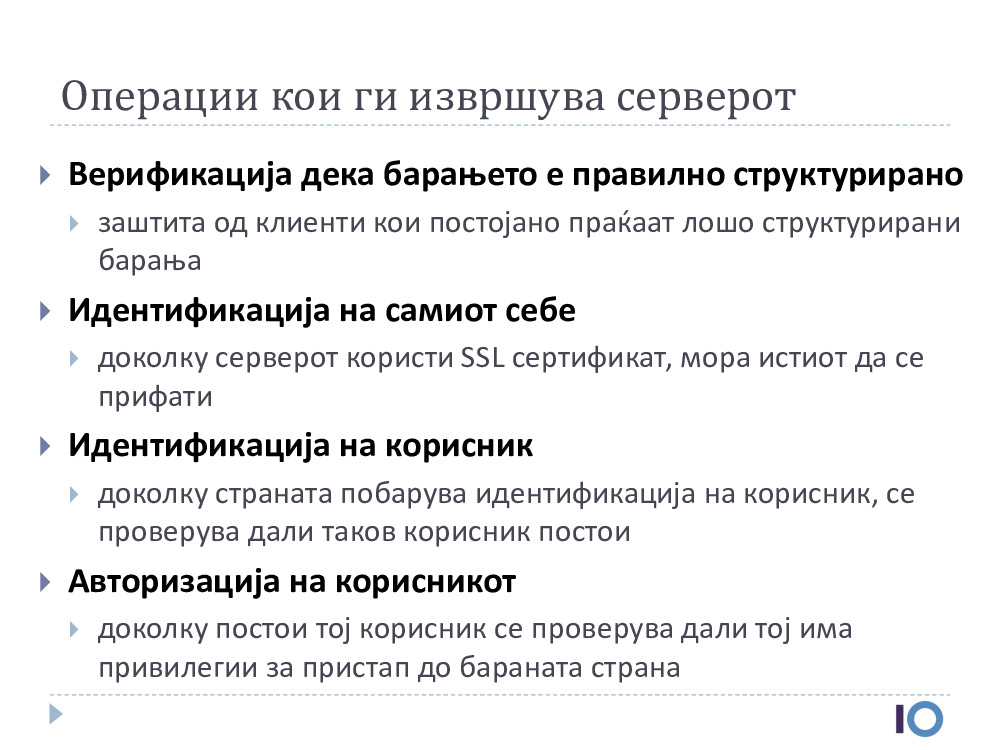 Операции кои ги извршува серверот
Верификација дека барањето е правилно структурирано
заштита од клиенти кои постојано праќаат лошо структурирани
барања
Идентификација на самиот себе
доколку серверот користи SSL сертификат, мора истиот да се
прифати
Идентификација на корисник
доколку страната побарува идентификација на корисник, се
проверува дали таков корисник постои
Авторизација на корисникот
доколку постои тој корисник се проверува дали тој има
привилегии за пристап до бараната страна
IO